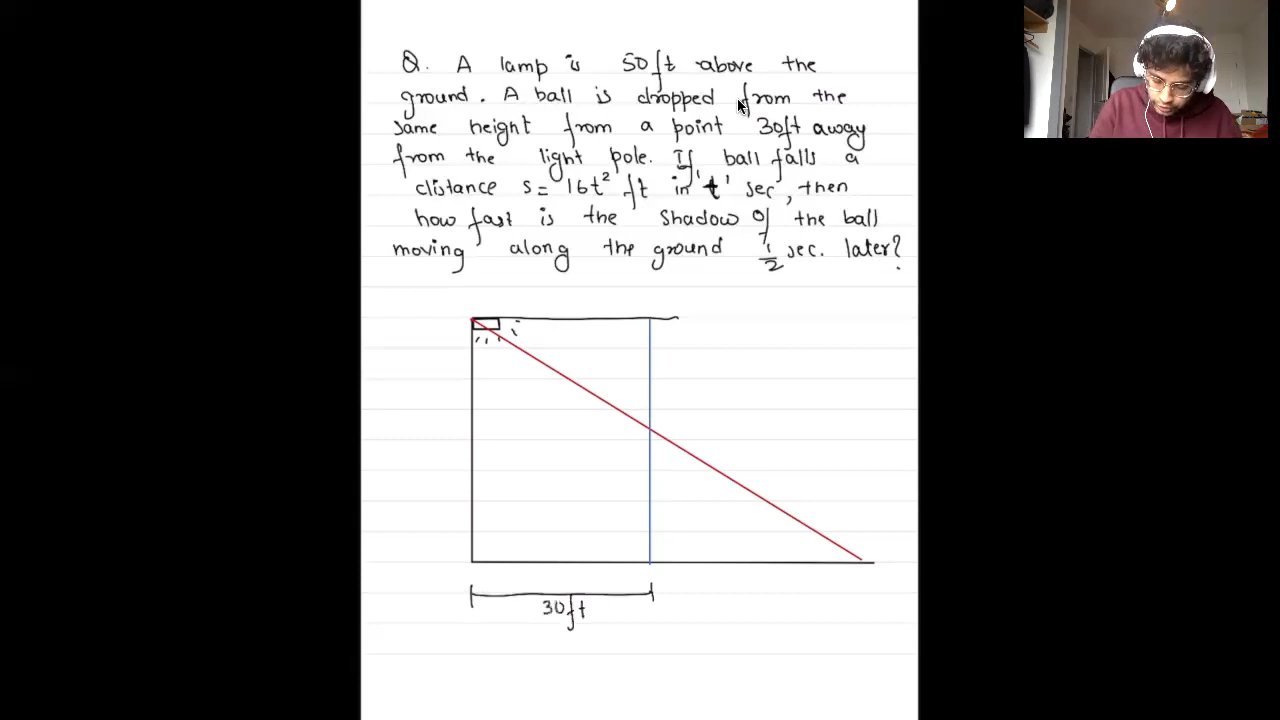 Q. A lamp is 50ft above the
ground. A ball is dropped from the
same height from a point 30ft away
from the light pole. If ball falls a
distance s = 16t² ft in 't' sec, then
how fast is the shadow of the ball
moving along the ground 1/2 sec. later?
30ft